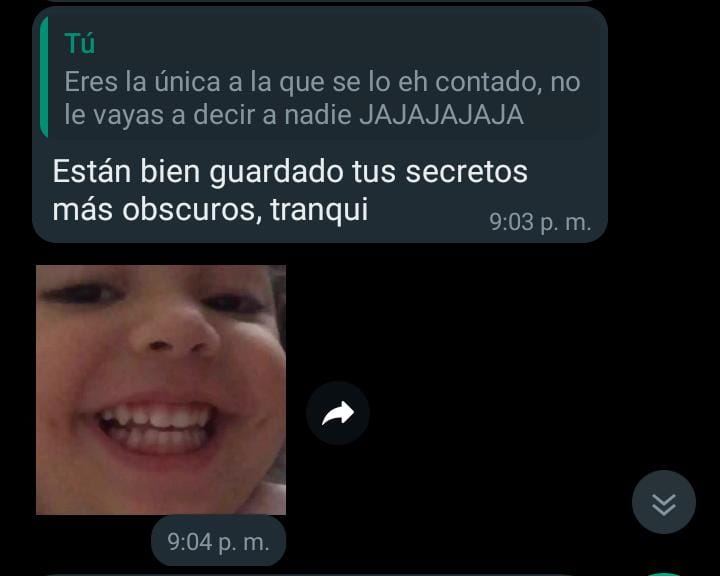 Tú
Eres la única a la que se lo eh contado, no
le vayas a decir a nadie JAJAJAJAJA
Están bien guardado tus secretos
más obscuros, tranqui
9:03 p. m.
9:04 p. m.